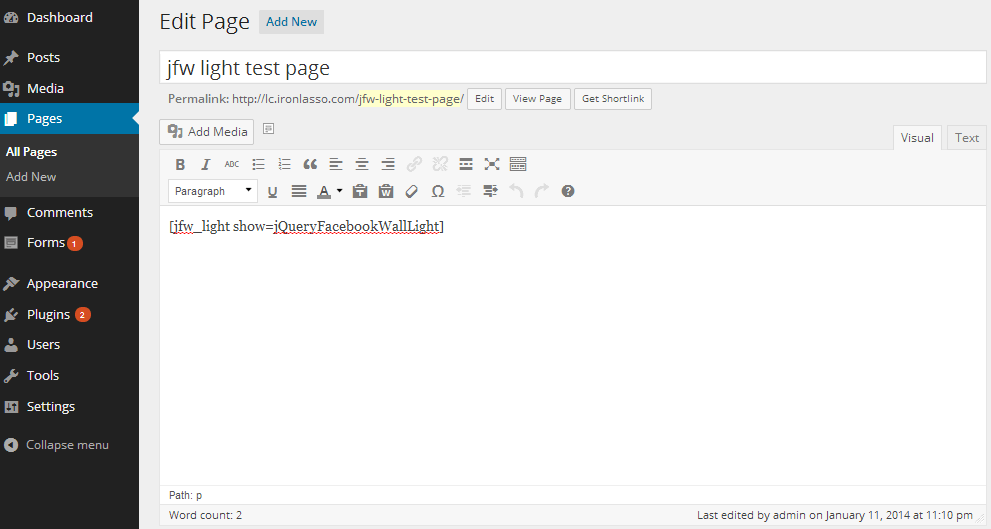 Dashboard
Posts
Media
Pages
All Pages
Add New
Comments
Forms 1
Appearance
Plugins 2
Users
Tools
Settings
Collapse menu
Edit Page Add New
jfw light test page
Permalink: http://lc.ironlasso.com/jfw-light-test-page/ Edit View Page Get Shortlink
Add Media
Visual Text
B I ABC
Paragraph U A T W Ω ?
[jfw_light show=jQueryFacebookWallLight]
Path: p
Word count: 2 Last edited by admin on January 11, 2014 at 11:10 pm